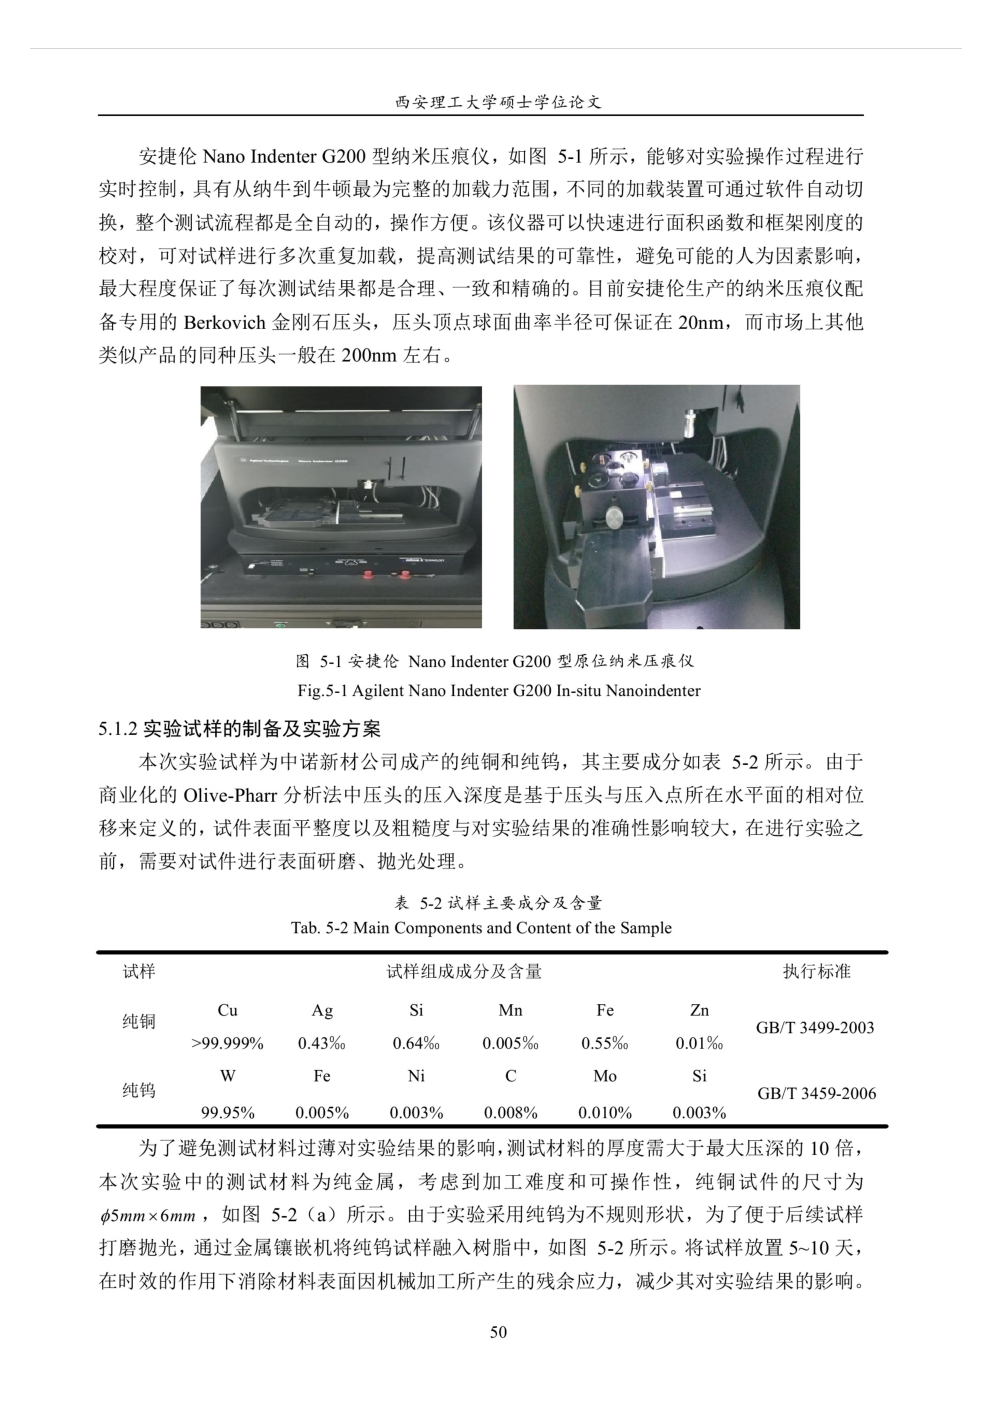 西安理工大学硕士学位论文
安捷伦 Nano Indenter G200 型纳米压痕仪，如图 5-1 所示，能够对实验操作过程进行
实时控制，具有从纳牛到牛顿最为完整的加载力范围，不同的加载装置可通过软件自动切
换，整个测试流程都是全自动的，操作方便。该仪器可以快速进行面积函数和框架刚度的
校对，可对试样进行多次重复加载，提高测试结果的可靠性，避免可能的人为因素影响，
最大程度保证了每次测试结果都是合理、一致和精确的。目前安捷伦生产的纳米压痕仪配
备专用的 Berkovich 金刚石压头，压头顶点球面曲率半径可保证在 20nm，而市场上其他
类似产品的同种压头一般在 200nm 左右。
图 5-1 安捷伦 Nano Indenter G200 型原位纳米压痕仪
Fig.5-1 Agilent Nano Indenter G200 In-situ Nanoindenter
5.1.2 实验试样的制备及实验方案
本次实验试样为中诺新材公司成产的纯铜和纯钨，其主要成分如表 5-2 所示。由于
商业化的 Olive-Pharr 分析法中压头的压入深度是基于压头与压入点所在水平面的相对位
移来定义的，试件表面平整度以及粗糙度与对实验结果的准确性影响较大，在进行实验之
前，需要对试件进行表面研磨、抛光处理。
表 5-2 试样主要成分及含量
Tab. 5-2 Main Components and Content of the Sample
试样 试样组成成分及含量 执行标准
纯铜 Cu Ag Si Mn Fe Zn GB/T 3499-2003
>99.999% 0.43‰ 0.64‰ 0.005‰ 0.55‰ 0.01‰
纯钨 W Fe Ni C Mo Si GB/T 3459-2006
99.95% 0.005% 0.003% 0.008% 0.010% 0.003%
为了避免测试材料过薄对实验结果的影响，测试材料的厚度需大于最大压深的 10 倍，
本次实验中的测试材料为纯金属，考虑到加工难度和可操作性，纯铜试件的尺寸为
ϕ5mm×6mm，如图 5-2（a）所示。由于实验采用纯钨为不规则形状，为了便于后续试样
打磨抛光，通过金属镶嵌机将纯钨试样融入树脂中，如图 5-2 所示。将试样放置 5~10 天，
在时效的作用下消除材料表面因机械加工所产生的残余应力，减少其对实验结果的影响。
50